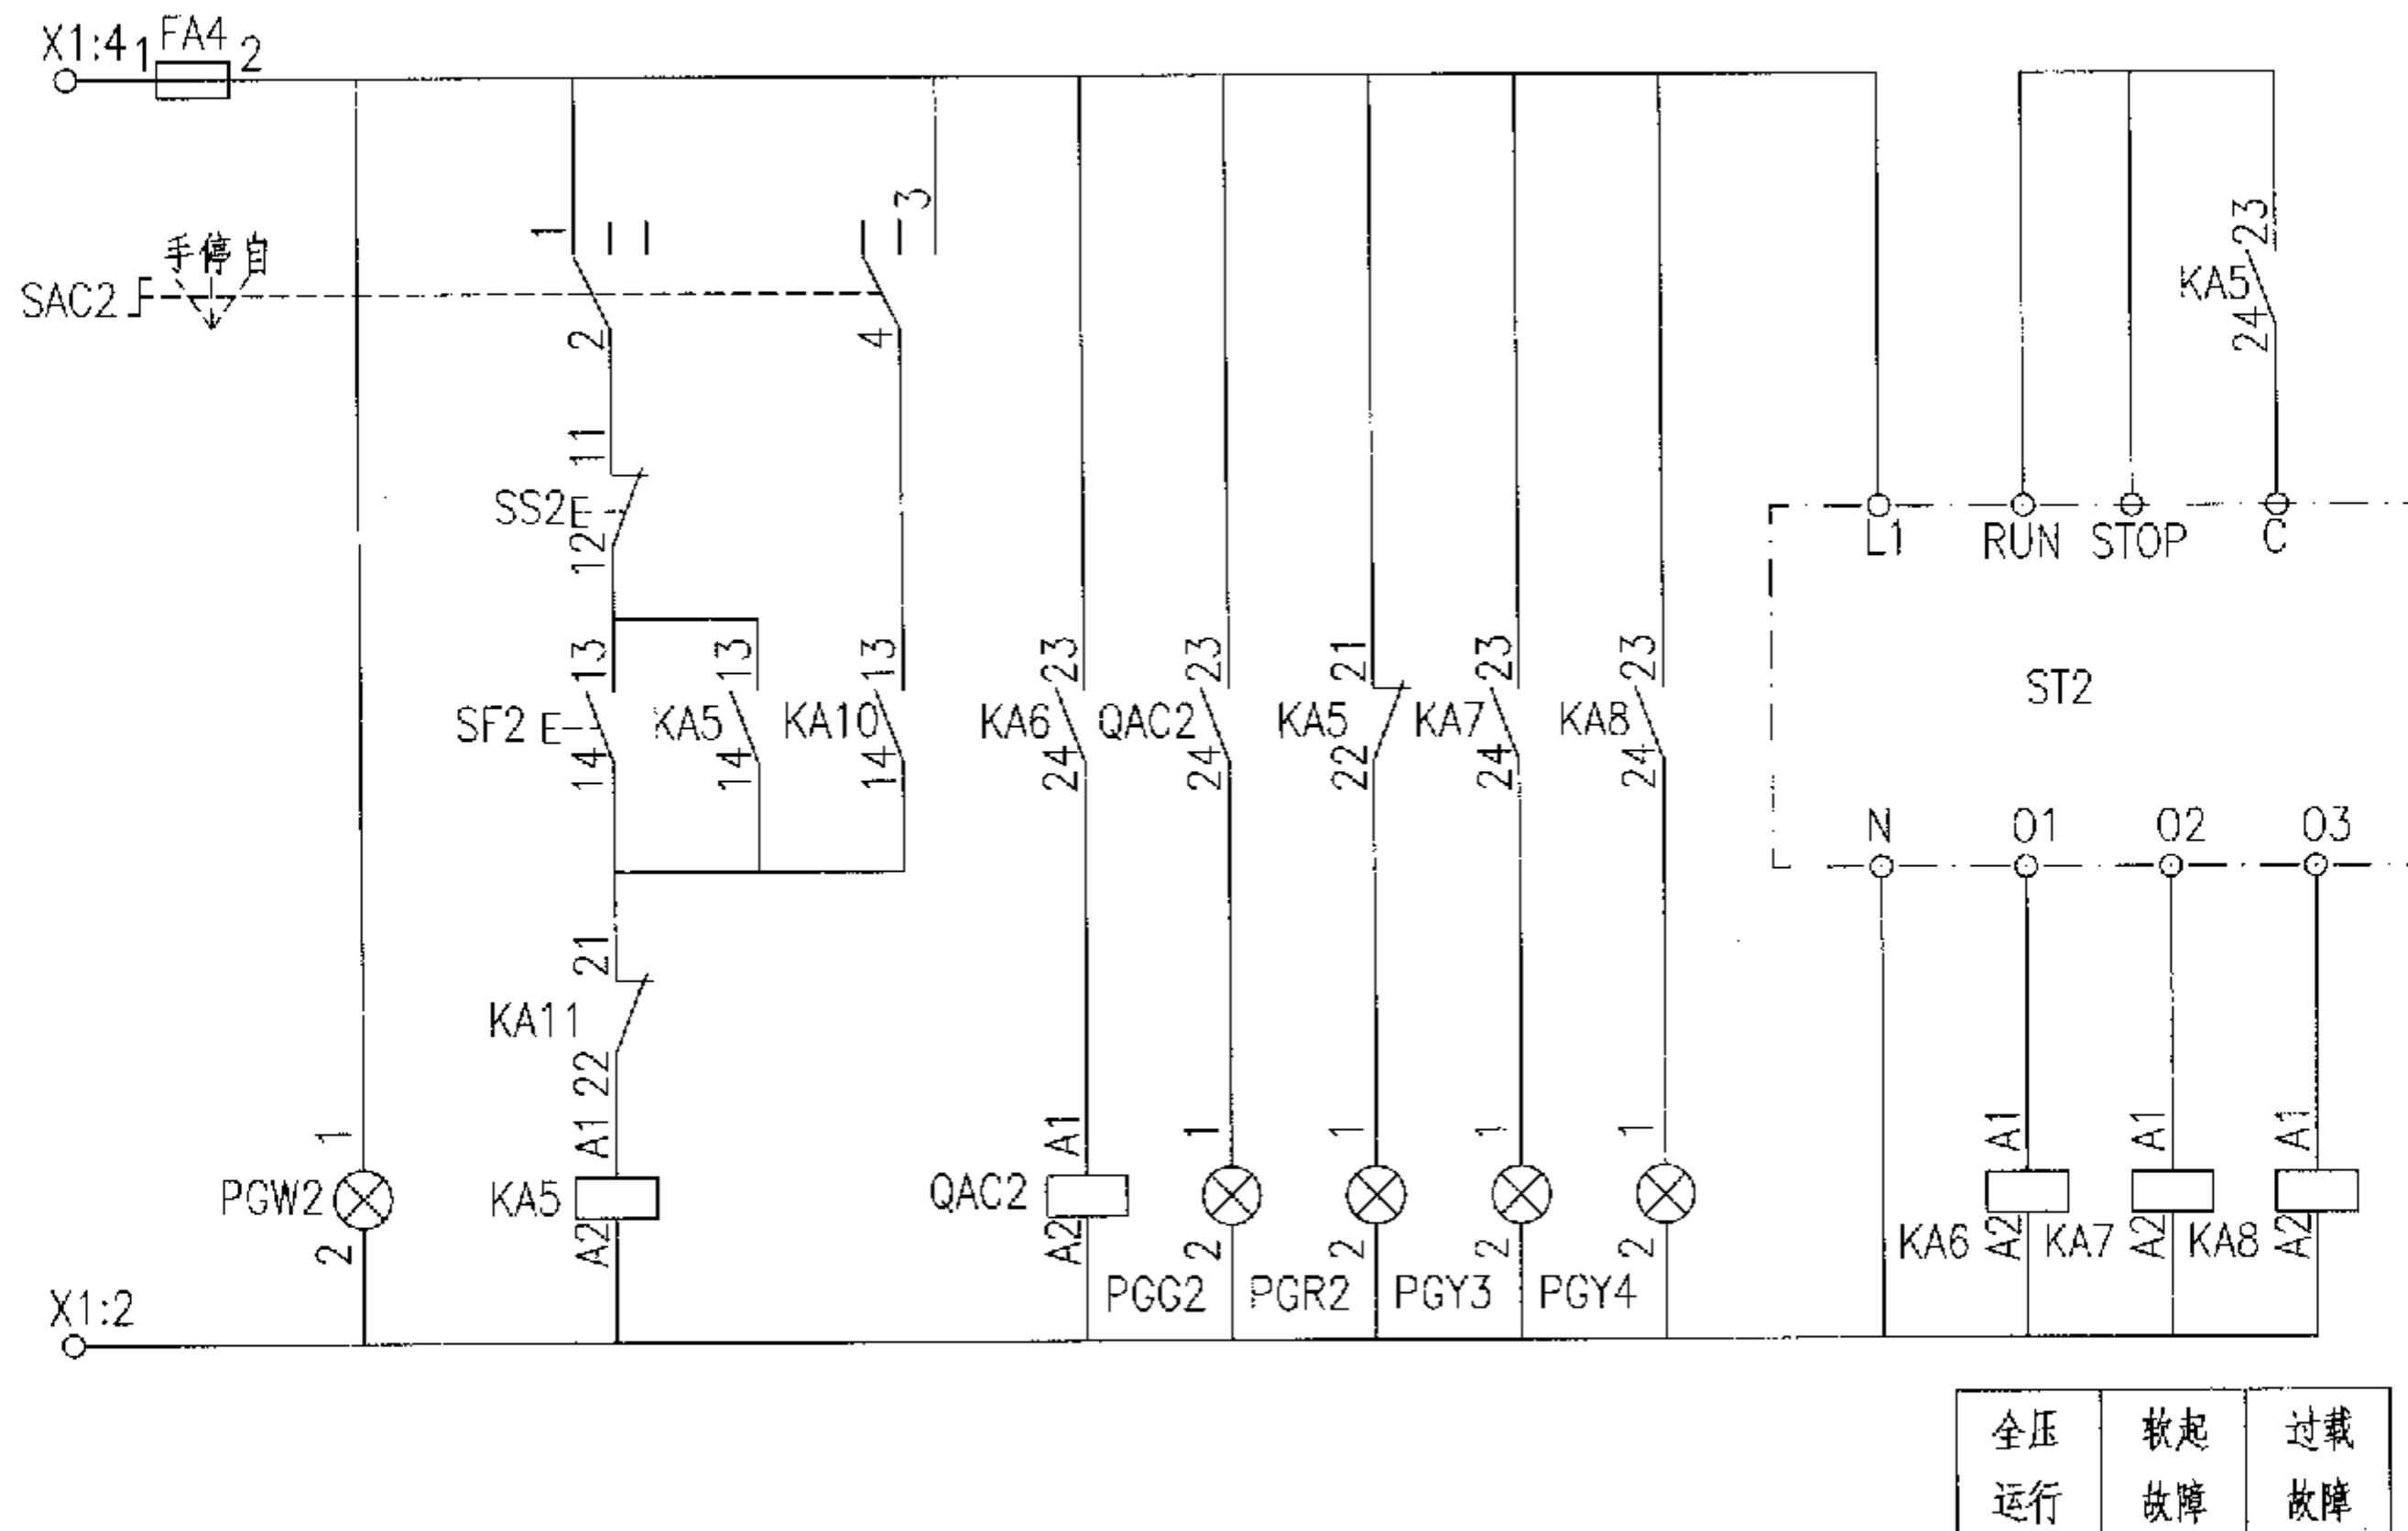 X1:4 1 FA4 2
3
1
手停自
SAC2
23
KA5
24
2
4
11
SS2 E
12
L1 RUN STOP C
13 13 13 23 23 21 23 23
ST2
SF2 E KA5 KA10 KA6 QAC2 KA5 KA7 KA8
14 14 14 24 24 22 24 24
N O1 O2 O3
21
KA11
22
1 A1 A1 1 1 1 1 A1 A1 A1
PGW2 KA5 QAC2
2 A2 A2 2 2 2 2 KA6 A2 KA7 A2 KA8 A2
PGG2 PGR2 PGY3 PGY4
X1:2
全压 软起 过载
运行 故障 故障